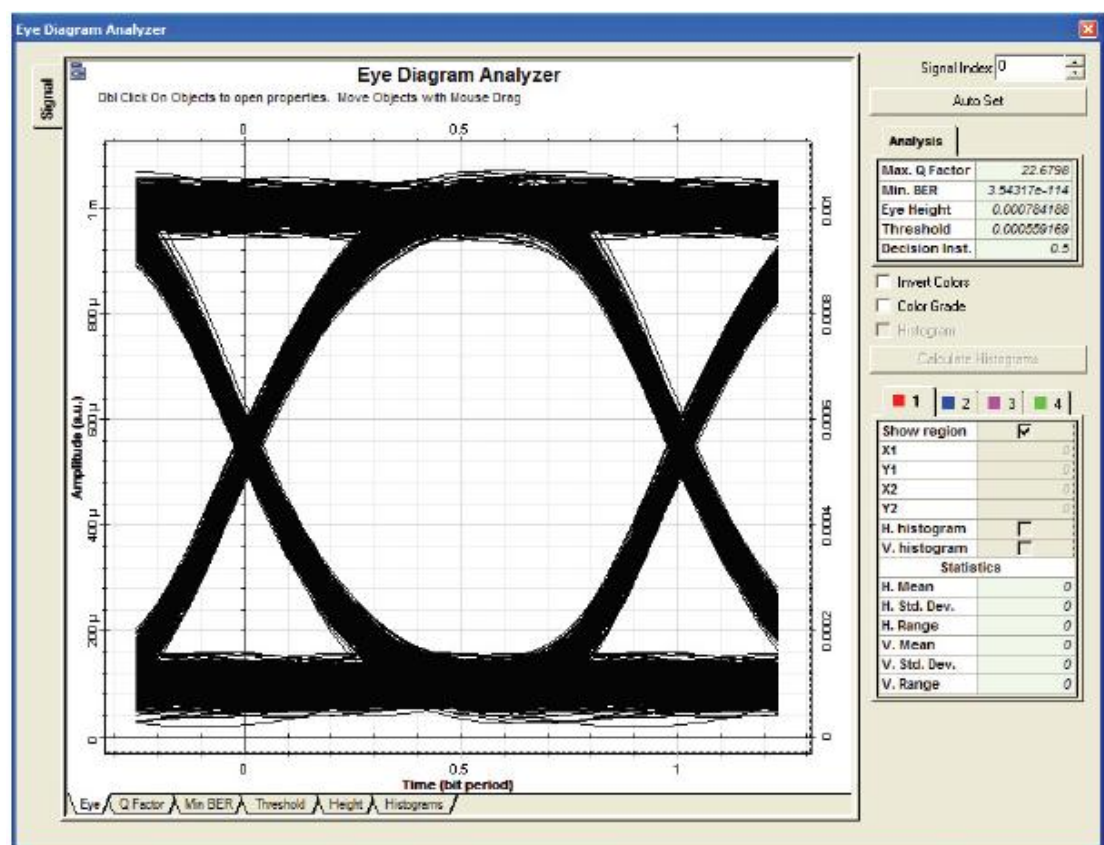 Eye Diagram Analyzer
Signal
Eye Diagram Analyzer
Dbl Click On Objects to open properties. Move Objects with Mouse Drag
0 0.5 1
1 m
800 µ
600 µ
400 µ
200 µ
0
Amplitude (a.u.)
0.001
0.0008
0.0006
0.0004
0.0002
0
0 0.5 1
Time (bit period)
Eye Q Factor Min BER Threshold Height Histograms
Signal Index: 0
Auto Set
Analysis
Max. Q Factor 22.6798
Min. BER 3.54317e-114
Eye Height 0.000784188
Threshold 0.000559169
Decision Inst. 0.5
Invert Colors
Color Grade
Histogram
Calculate Histograms
1 2 3 4
Show region
X1 0
Y1 0
X2 0
Y2 0
H. histogram
V. histogram
Statistics
H. Mean 0
H. Std. Dev. 0
H. Range 0
V. Mean 0
V. Std. Dev. 0
V. Range 0